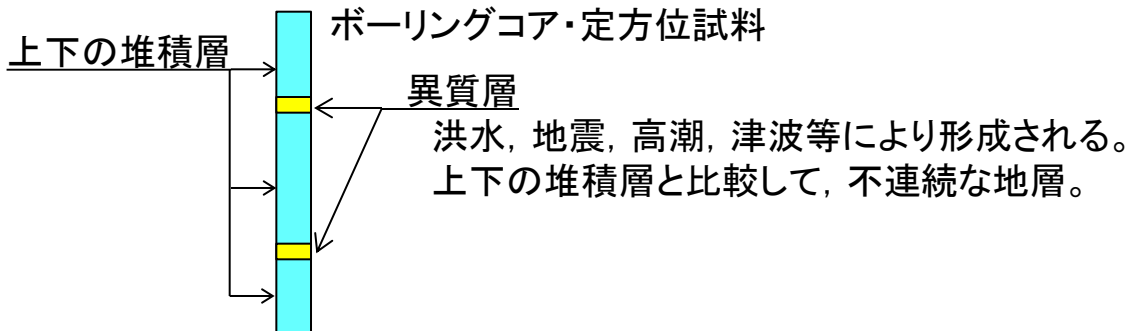 ボーリングコア・定方位試料
上下の堆積層
異質層
洪水, 地震, 高潮, 津波等により形成される。
上下の堆積層と比較して, 不連続な地層。